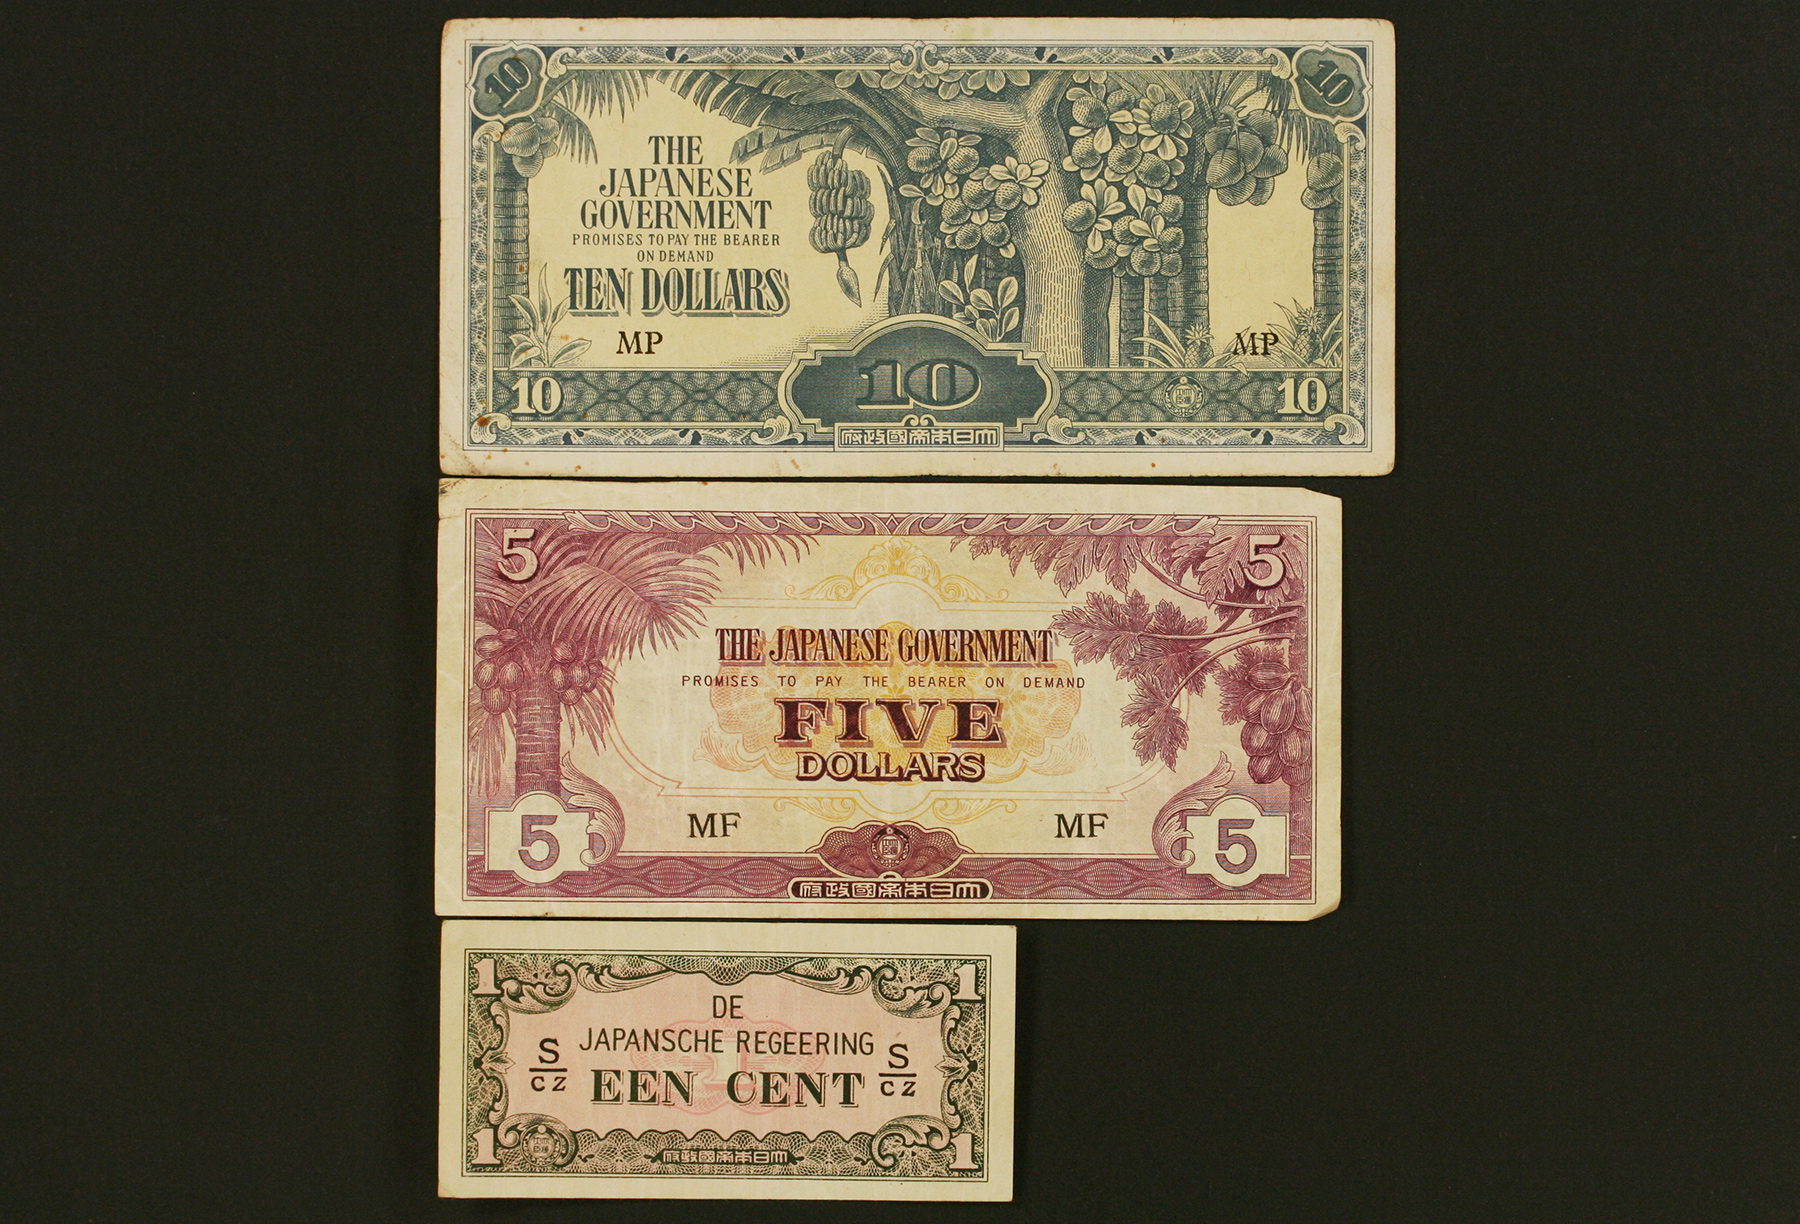 10 10
THE
JAPANESE
GOVERNMENT
PROMISES TO PAY THE BEARER
ON DEMAND
TEN DOLLARS
MP MP
10 10 10
府政國帝本日大
5 5
THE JAPANESE GOVERNMENT
PROMISES TO PAY THE BEARER ON DEMAND
FIVE
DOLLARS
MF MF
5 5
府政國帝本日大
1 1
DE
JAPANSCHE REGEERING
S S
CZ CZ
EEN CENT
1
1 1
府政國帝本日大